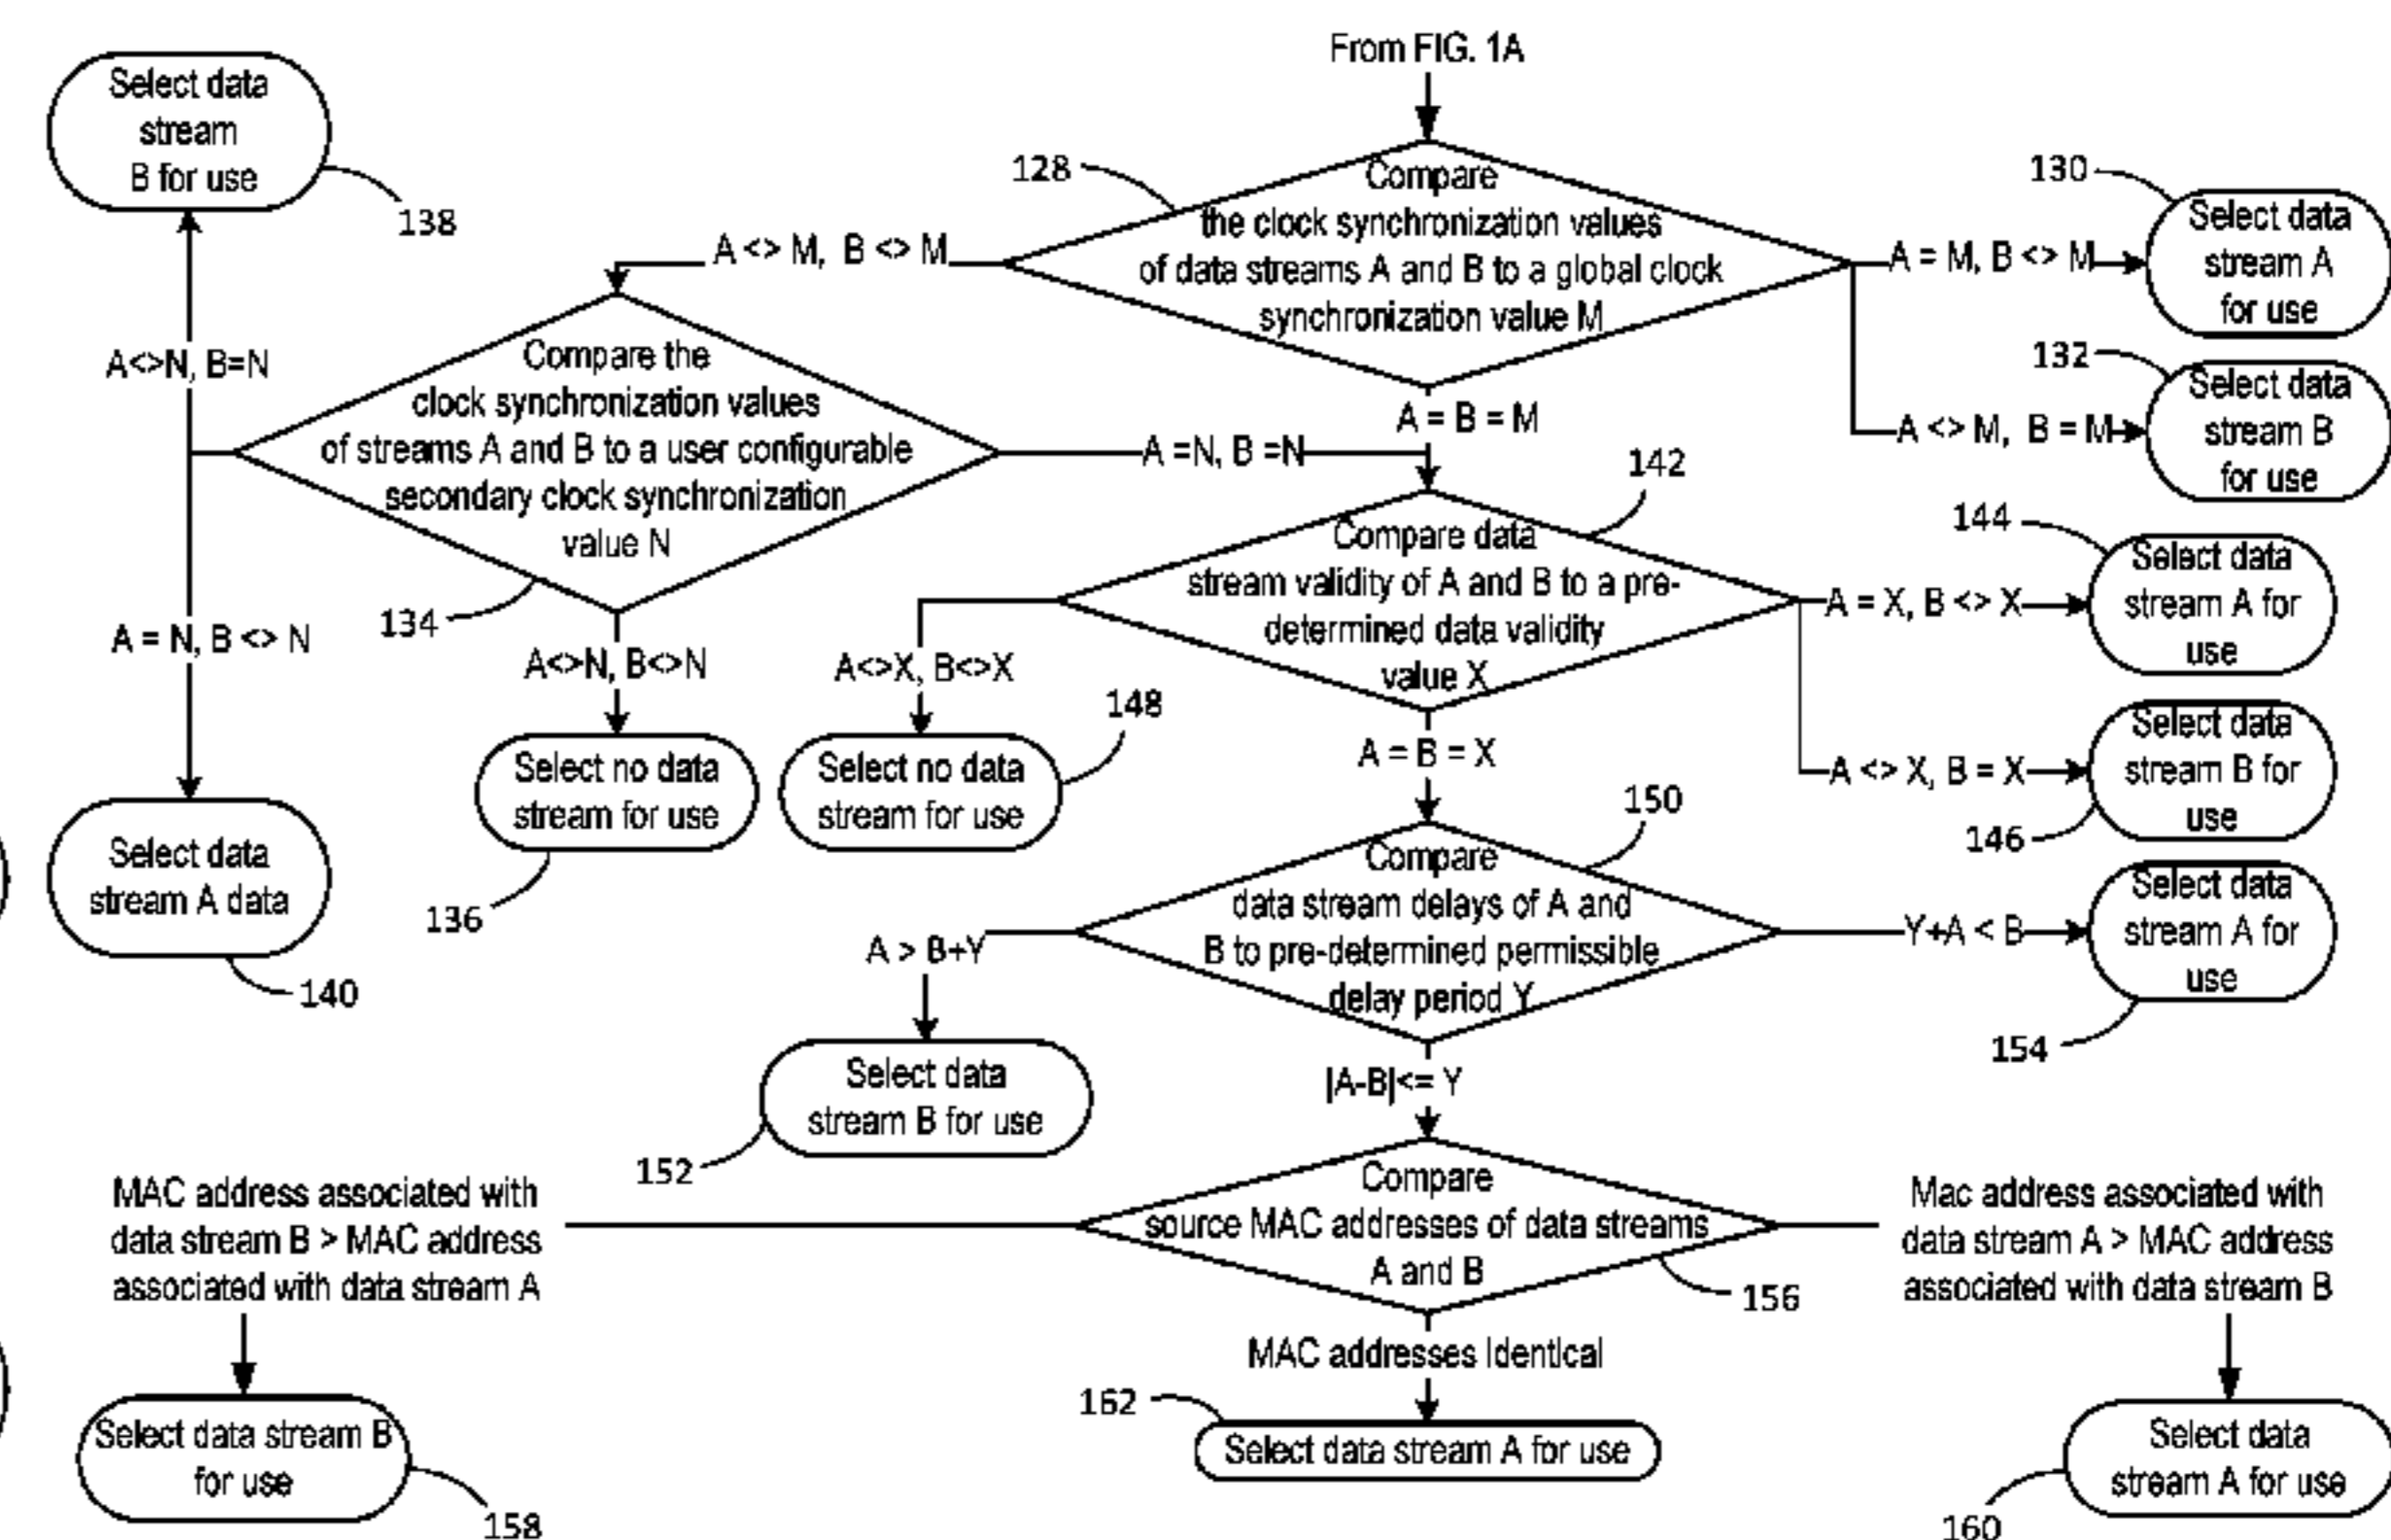 From FIG. 1A
Select data
stream
B for use
138
128
Compare
the clock synchronization values
of data streams A and B to a global clock
synchronization value M
130
Select data
stream A
for use
A <> M, B <> M
A = M, B <> M
132
Select data
stream B
for use
A <> M, B = M
A = B = M
A<>N, B=N
Compare the
clock synchronization values
of streams A and B to a user configurable
secondary clock synchronization
value N
134
A =N, B =N
142
Compare data
stream validity of A and B to a pre-
determined data validity
value X
144
Select data
stream A for
use
A = X, B <> X
A = N, B <> N
A<>N, B<>N
A<>X, B<>X
148
Select no data
stream for use
136
Select no data
stream for use
A = B = X
A <> X, B = X
Select data
stream B for
use
146
Select data
stream A data
140
150
Compare
data stream delays of A and
B to pre-determined permissible
delay period Y
A > B+Y
Y+A < B
Select data
stream A for
use
154
Select data
stream B for use
152
|A-B|<= Y
MAC address associated with
data stream B > MAC address
associated with data stream A
Compare
source MAC addresses of data streams
A and B
156
Mac address associated with
data stream A > MAC address
associated with data stream B
MAC addresses Identical
162
Select data stream A for use
Select data stream B
for use
158
Select data
stream A for use
160